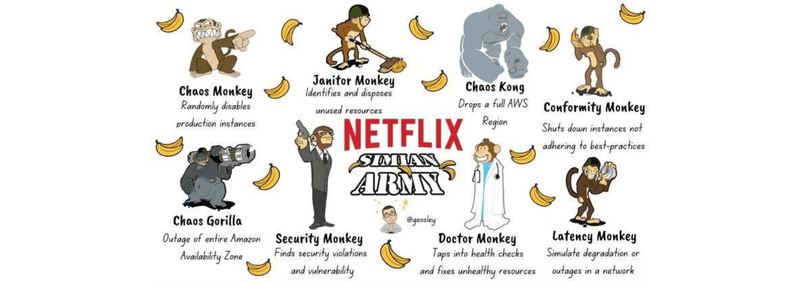 Chaos Monkey
Randomly disables
production instances
Janitor Monkey
Identifies and disposes
unused resources
Chaos Kong
Drops a full AWS
Region
Conformity Monkey
Shuts down instances not
adhering to best-practices
NETFLIX
SIMIAN
ARMY
@geosley
Chaos Gorilla
Outage of entire Amazon
Availability Zone
Security Monkey
Finds security violations
and vulnerability
Doctor Monkey
Taps into health checks
and fixes unhealthy resources
Latency Monkey
Simulate degradation or
outages in a network